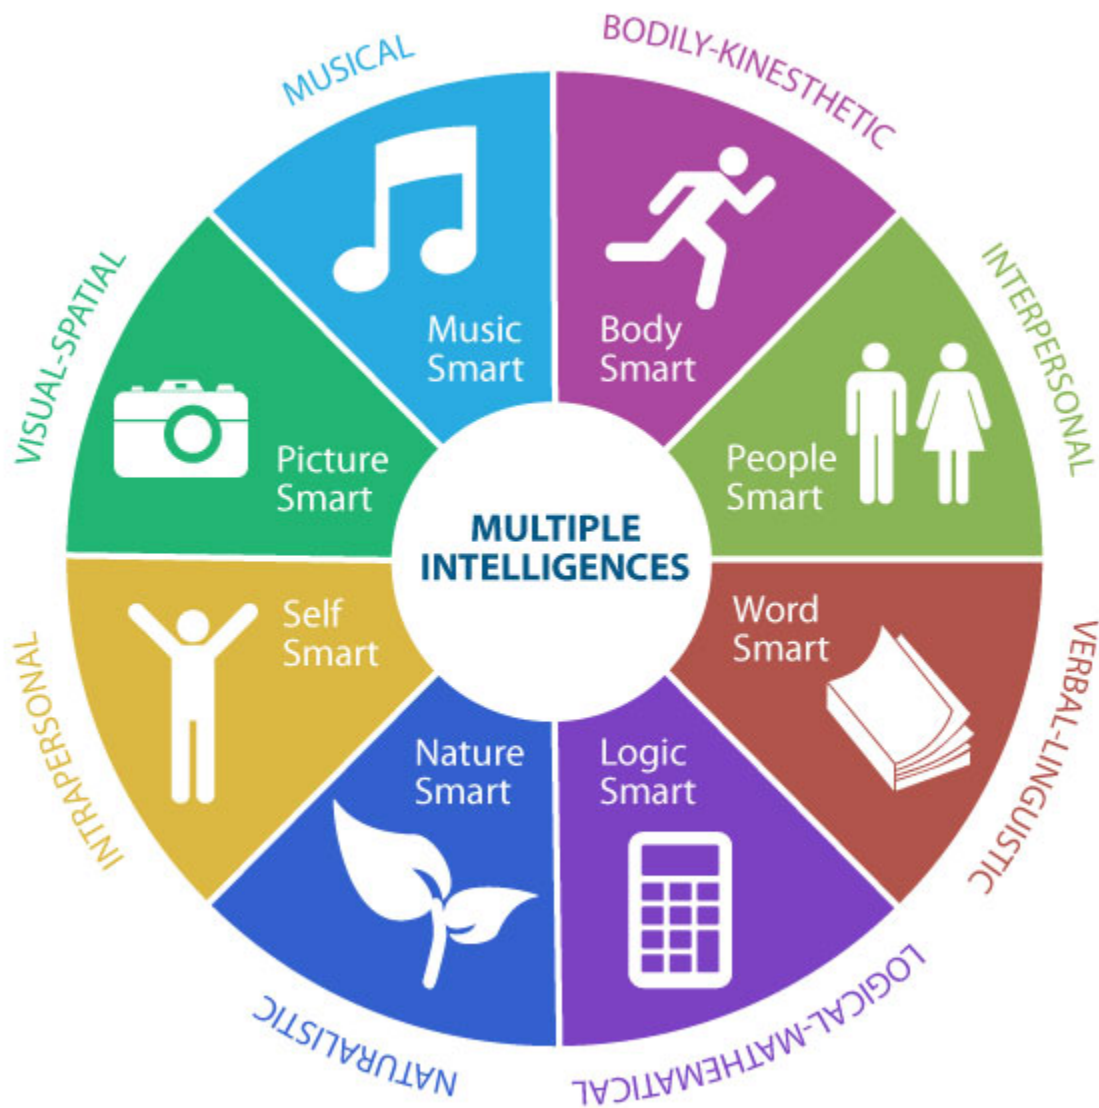 MUSICAL
BODILY-KINESTHETIC
INTERPERSONAL
VERBAL-LINGUISTIC
LOGICAL-MATHEMATICAL
NATURALISTIC
INTRAPERSONAL
VISUAL-SPATIAL
Music
Smart
Body
Smart
People
Smart
Word
Smart
Logic
Smart
Nature
Smart
Self
Smart
Picture
Smart
MULTIPLE
INTELLIGENCES